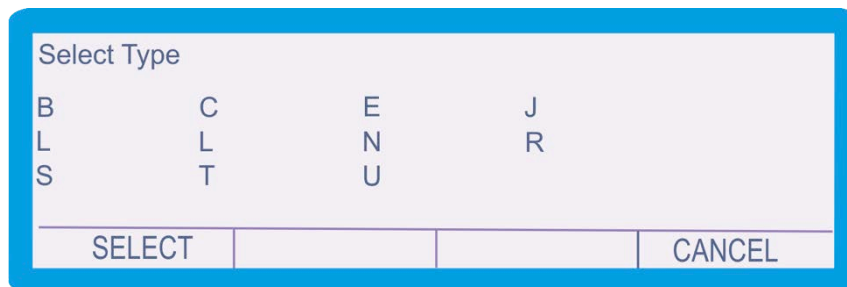 Select Type
B C E J
L L N R
S T U
SELECT CANCEL